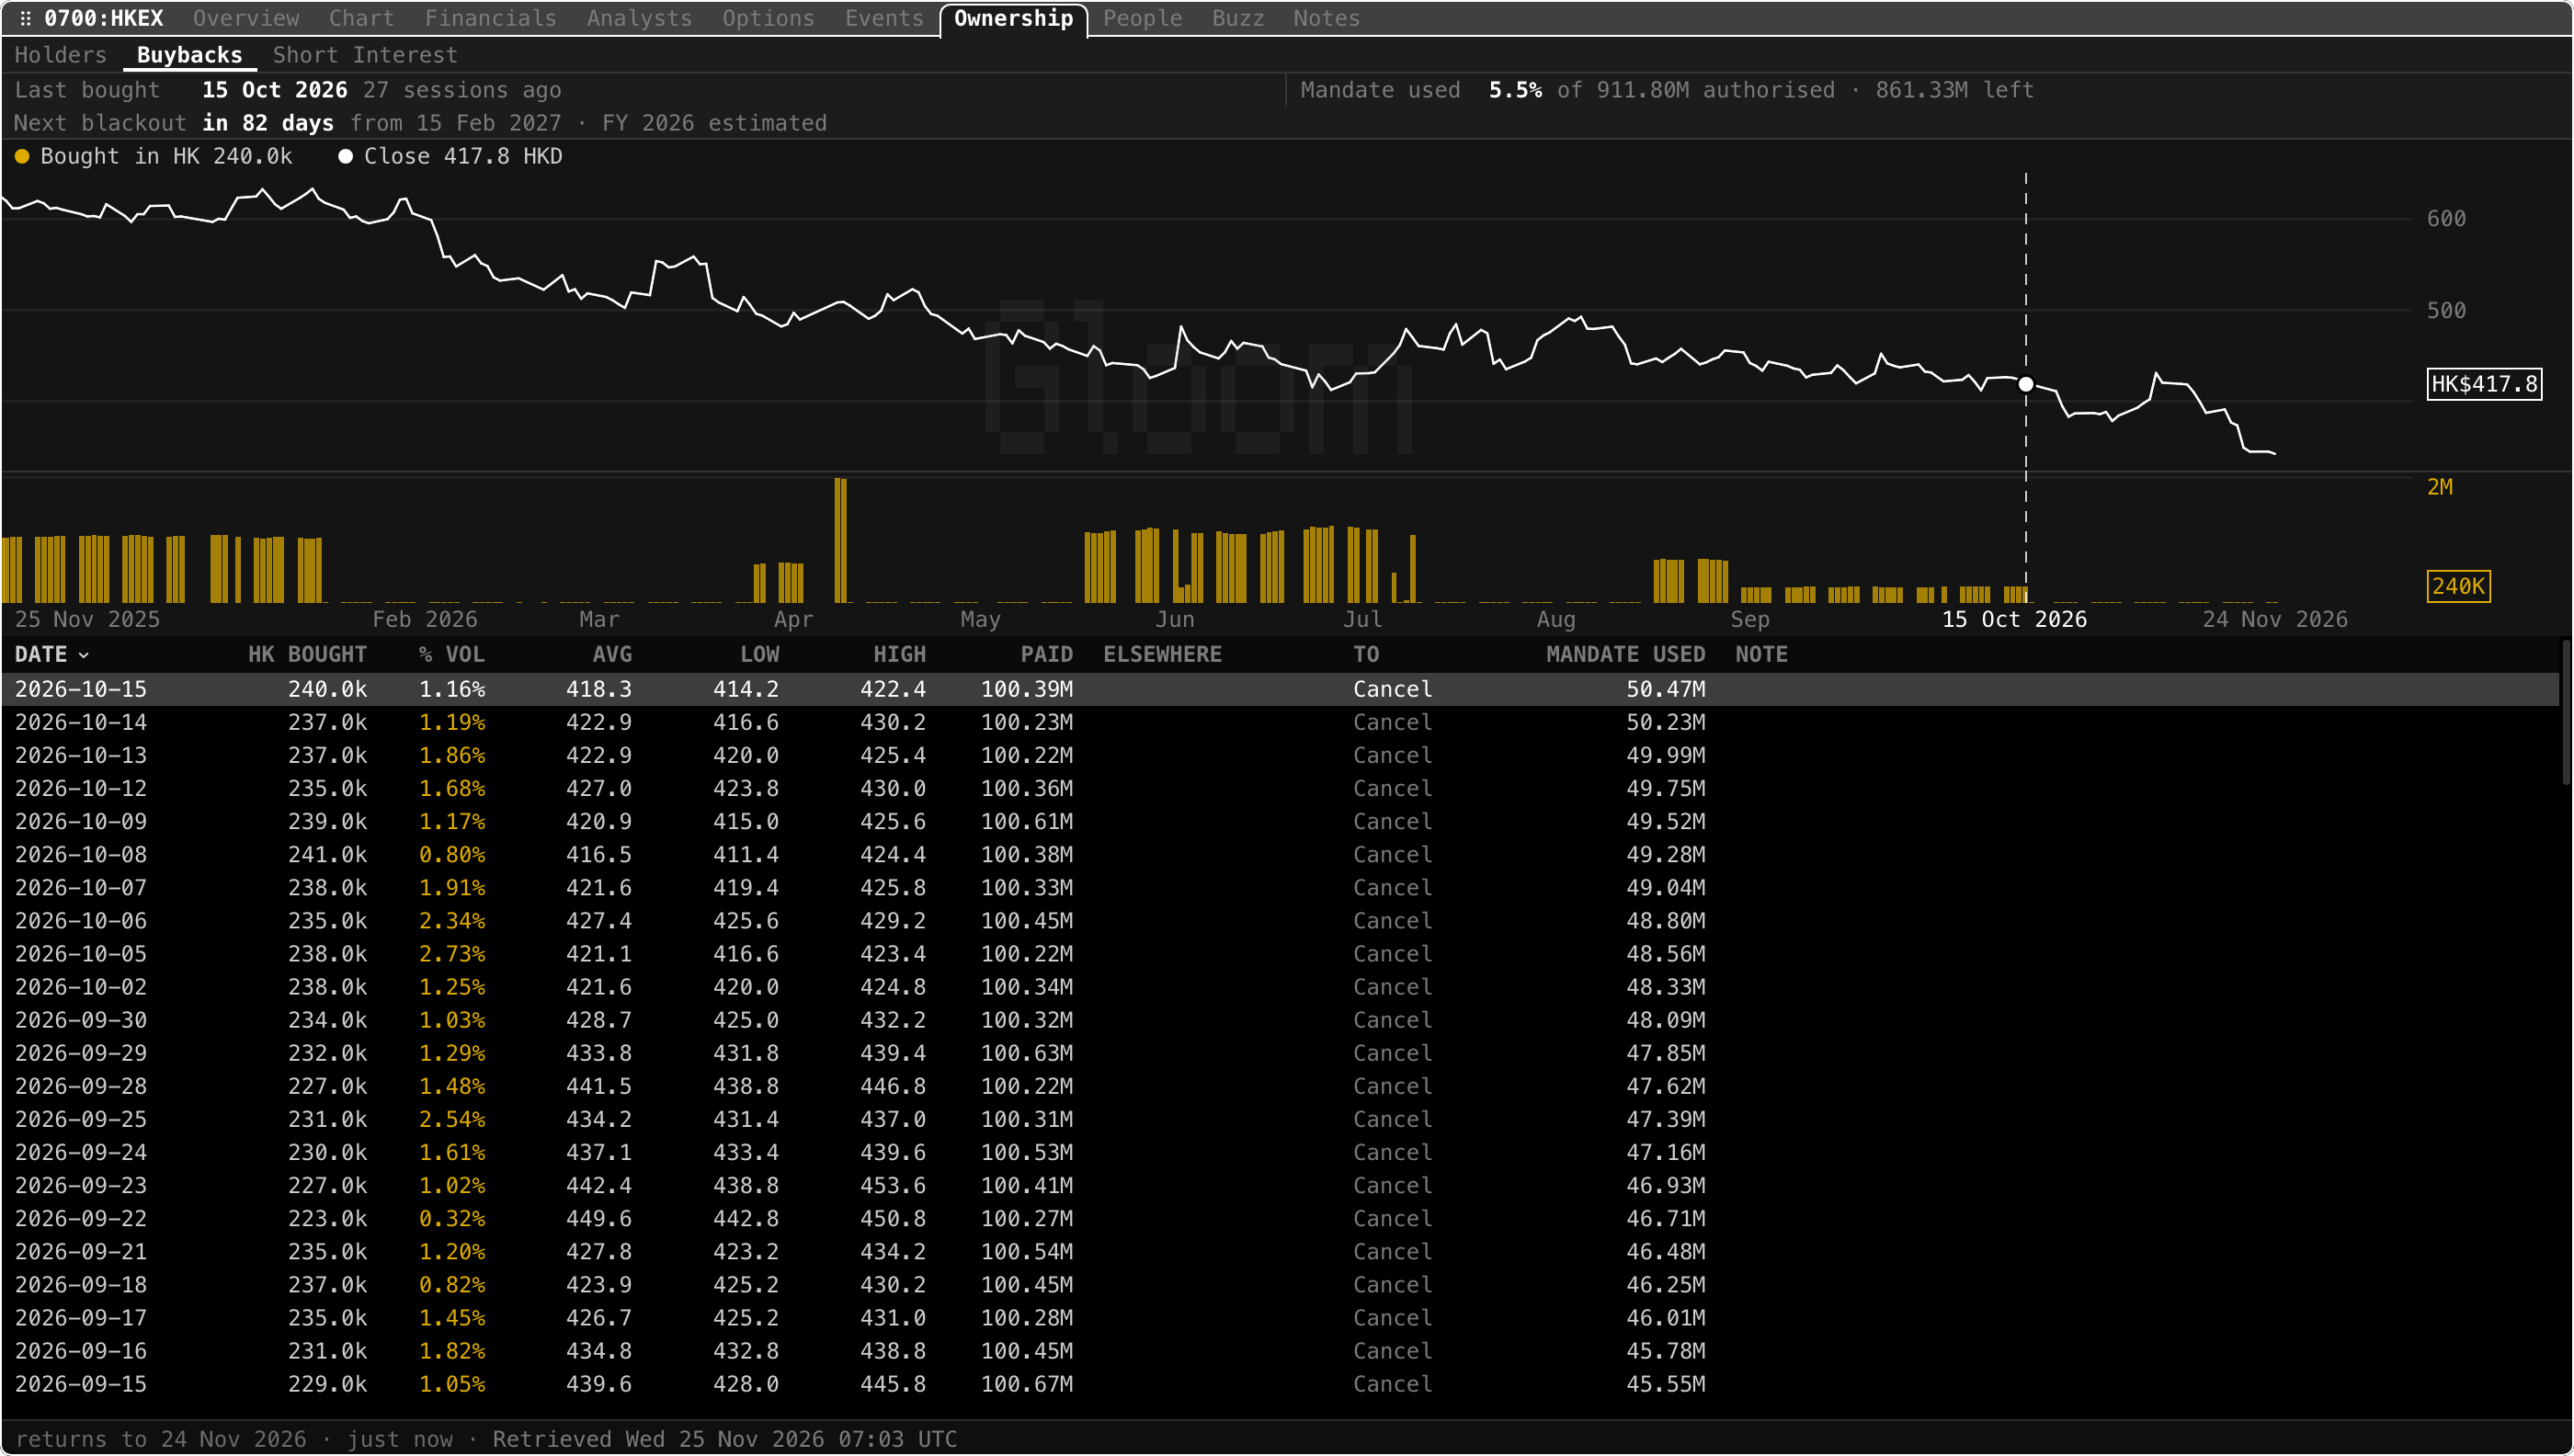 ⠿ 0700:HKEX Overview Chart Financials Analysts Options Events Ownership People Buzz Notes
Holders Buybacks Short Interest
Last bought 15 Oct 2026 27 sessions ago Mandate used 5.5% of 911.80M authorised · 861.33M left
Next blackout in 82 days from 15 Feb 2027 · FY 2026 estimated
Bought in HK 240.0k Close 417.8 HKD
600
500
HK$417.8
Gloom
2M
240K
25 Nov 2025 Feb 2026 Mar Apr May Jun Jul Aug Sep 15 Oct 2026 24 Nov 2026
DATE HK BOUGHT % VOL AVG LOW HIGH PAID ELSEWHERE TO MANDATE USED NOTE
2026-10-15 240.0k 1.16% 418.3 414.2 422.4 100.39M Cancel 50.47M
2026-10-14 237.0k 1.19% 422.9 416.6 430.2 100.23M Cancel 50.23M
2026-10-13 237.0k 1.86% 422.9 420.0 425.4 100.22M Cancel 49.99M
2026-10-12 235.0k 1.68% 427.0 423.8 430.0 100.36M Cancel 49.75M
2026-10-09 239.0k 1.17% 420.9 415.0 425.6 100.61M Cancel 49.52M
2026-10-08 241.0k 0.80% 416.5 411.4 424.4 100.38M Cancel 49.28M
2026-10-07 238.0k 1.91% 421.6 419.4 425.8 100.33M Cancel 49.04M
2026-10-06 235.0k 2.34% 427.4 425.6 429.2 100.45M Cancel 48.80M
2026-10-05 238.0k 2.73% 421.1 416.6 423.4 100.22M Cancel 48.56M
2026-10-02 238.0k 1.25% 421.6 420.0 424.8 100.34M Cancel 48.33M
2026-09-30 234.0k 1.03% 428.7 425.0 432.2 100.32M Cancel 48.09M
2026-09-29 232.0k 1.29% 433.8 431.8 439.4 100.63M Cancel 47.85M
2026-09-28 227.0k 1.48% 441.5 438.8 446.8 100.22M Cancel 47.62M
2026-09-25 231.0k 2.54% 434.2 431.4 437.0 100.31M Cancel 47.39M
2026-09-24 230.0k 1.61% 437.1 433.4 439.6 100.53M Cancel 47.16M
2026-09-23 227.0k 1.02% 442.4 438.8 453.6 100.41M Cancel 46.93M
2026-09-22 223.0k 0.32% 449.6 442.8 450.8 100.27M Cancel 46.71M
2026-09-21 235.0k 1.20% 427.8 423.2 434.2 100.54M Cancel 46.48M
2026-09-18 237.0k 0.82% 423.9 425.2 430.2 100.45M Cancel 46.25M
2026-09-17 235.0k 1.45% 426.7 425.2 431.0 100.28M Cancel 46.01M
2026-09-16 231.0k 1.82% 434.8 432.8 438.8 100.45M Cancel 45.78M
2026-09-15 229.0k 1.05% 439.6 428.0 445.8 100.67M Cancel 45.55M
returns to 24 Nov 2026 · just now · Retrieved Wed 25 Nov 2026 07:03 UTC